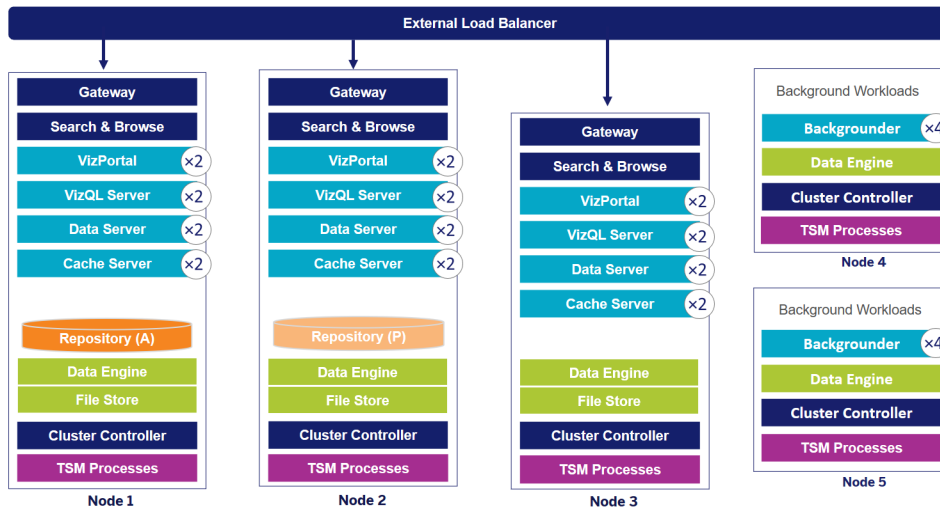 External Load Balancer
Gateway
Search & Browse
VizPortal ×2
VizQL Server ×2
Data Server ×2
Cache Server ×2
Repository (A)
Data Engine
File Store
Cluster Controller
TSM Processes
Node 1
Gateway
Search & Browse
VizPortal ×2
VizQL Server ×2
Data Server ×2
Cache Server ×2
Repository (P)
Data Engine
File Store
Cluster Controller
TSM Processes
Node 2
Gateway
Search & Browse
VizPortal ×2
VizQL Server ×2
Data Server ×2
Cache Server ×2
Data Engine
File Store
Cluster Controller
TSM Processes
Node 3
Background Workloads
Backgrounder ×4
Data Engine
Cluster Controller
TSM Processes
Node 4
Background Workloads
Backgrounder ×4
Data Engine
Cluster Controller
TSM Processes
Node 5